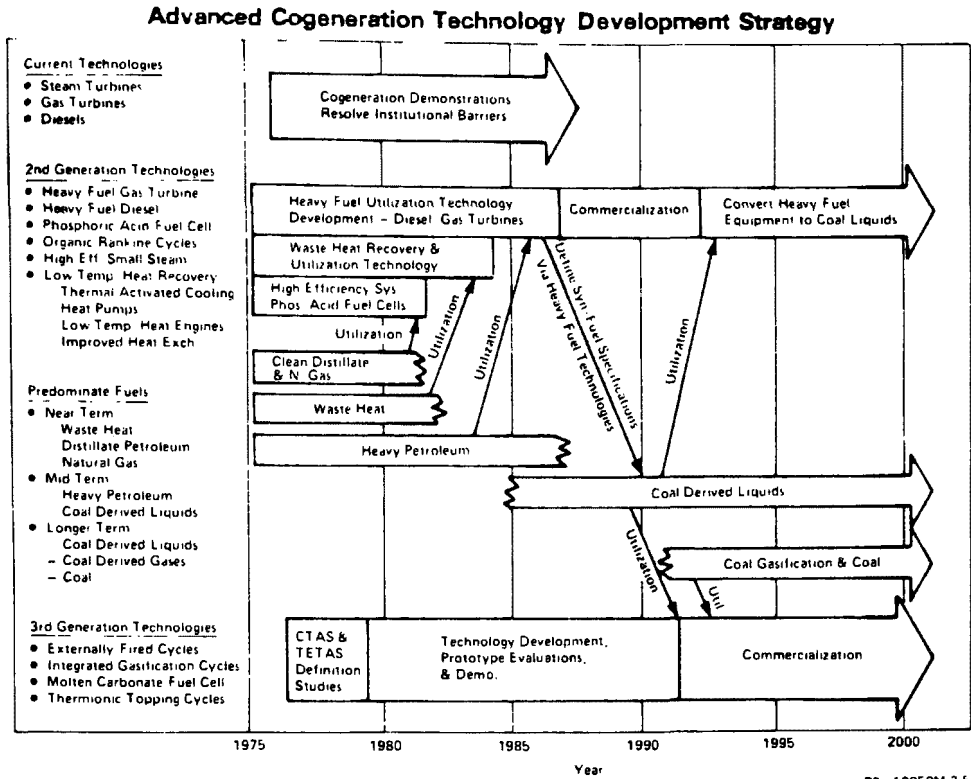 Advanced Cogeneration Technology Development Strategy
Current Technologies
● Steam Turbines
● Gas Turbines
● Diesels
Cogeneration Demonstrations
Resolve Institutional Barriers
2nd Generation Technologies
● Heavy Fuel Gas Turbine
● Heavy Fuel Diesel
● Phosphoric Acid Fuel Cell
● Organic Rankine Cycles
● High Eff Small Steam
● Low Temp Heat Recovery
Thermal Activated Cooling
Heat Pumps
Low Temp Heat Engines
Improved Heat Exch
Heavy Fuel Utilization Technology
Development – Diesel Gas Turbines
Commercialization
Convert Heavy Fuel
Equipment to Coal Liquids
Waste Heat Recovery &
Utilization Technology
High Efficiency Sys
Phos. Acid Fuel Cells
Utilization
Utilization
Utilization
Define Syn-Fuel Specifications
Via Heavy Fuel Technologies
Utilization
Clean Distillate
& N Gas
Waste Heat
Heavy Petroleum
Predominate Fuels
● Near Term
Waste Heat
Distillate Petroleum
Natural Gas
● Mid Term
Heavy Petroleum
Coal Derived Liquids
● Longer Term
Coal Derived Liquids
– Coal Derived Gases
– Coal
Coal Derived Liquids
Utilization
Coal Gasification & Coal
Util
3rd Generation Technologies
● Externally Fired Cycles
● Integrated Gasification Cycles
● Molten Carbonate Fuel Cell
● Thermionic Topping Cycles
CTAS &
TETAS
Definition
Studies
Technology Development,
Prototype Evaluations,
& Demo.
Commercialization
1975 1980 1985 1990 1995 2000
Year